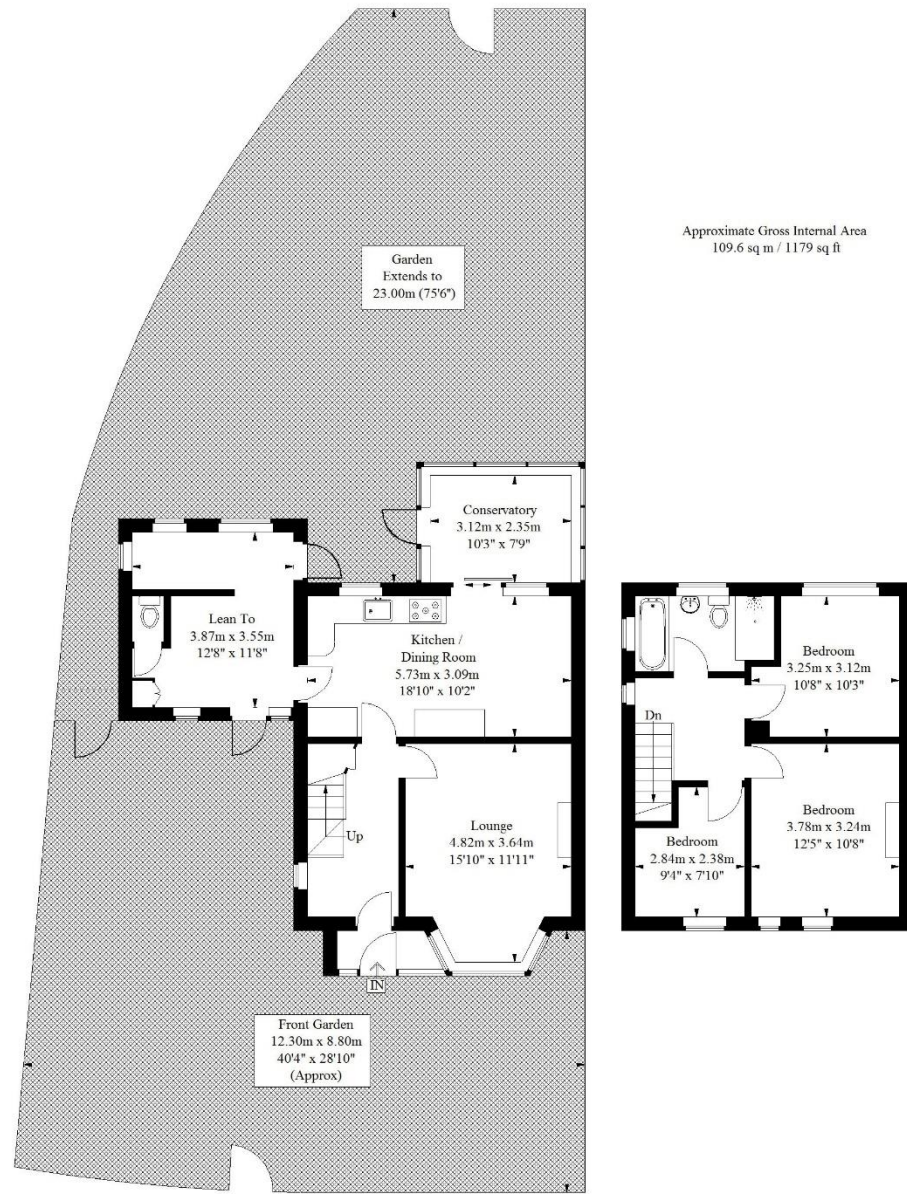 Approximate Gross Internal Area
109.6 sq m / 1179 sq ft
Garden
Extends to
23.00m (75'6")
Conservatory
3.12m x 2.35m
10'3" x 7'9"
Lean To
3.87m x 3.55m
12'8" x 11'8"
Kitchen /
Dining Room
5.73m x 3.09m
18'10" x 10'2"
Up
Lounge
4.82m x 3.64m
15'10" x 11'11"
IN
Front Garden
12.30m x 8.80m
40'4" x 28'10"
(Approx)
Bedroom
3.25m x 3.12m
10'8" x 10'3"
Dn
Bedroom
3.78m x 3.24m
12'5" x 10'8"
Bedroom
2.84m x 2.38m
9'4" x 7'10"